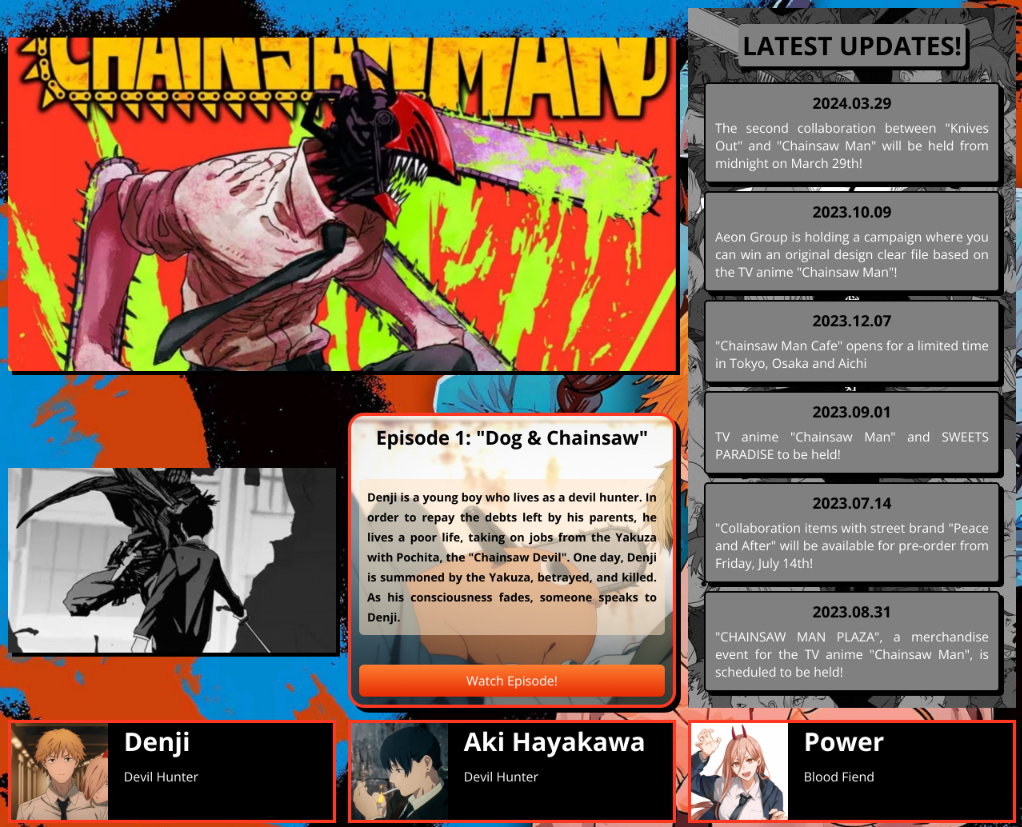 CHAINSAW MAN
LATEST UPDATES!
2024.03.29
The second collaboration between "Knives
Out" and "Chainsaw Man" will be held from
midnight on March 29th!
2023.10.09
Aeon Group is holding a campaign where you
can win an original design clear file based on
the TV anime "Chainsaw Man"!
2023.12.07
"Chainsaw Man Cafe" opens for a limited time
in Tokyo, Osaka and Aichi
2023.09.01
TV anime "Chainsaw Man" and SWEETS
PARADISE to be held!
2023.07.14
"Collaboration items with street brand "Peace
and After" will be available for pre-order from
Friday, July 14th!
2023.08.31
"CHAINSAW MAN PLAZA", a merchandise
event for the TV anime "Chainsaw Man", is
scheduled to be held!
Episode 1: "Dog & Chainsaw"
Denji is a young boy who lives as a devil hunter. In
order to repay the debts left by his parents, he
lives a poor life, taking on jobs from the Yakuza
with Pochita, the "Chainsaw Devil". One day, Denji
is summoned by the Yakuza, betrayed, and killed.
As his consciousness fades, someone speaks to
Denji.
Watch Episode!
Denji
Devil Hunter
Aki Hayakawa
Devil Hunter
Power
Blood Fiend